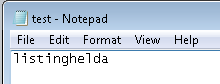 test - Notepad
File Edit Format View Help
listinghelda